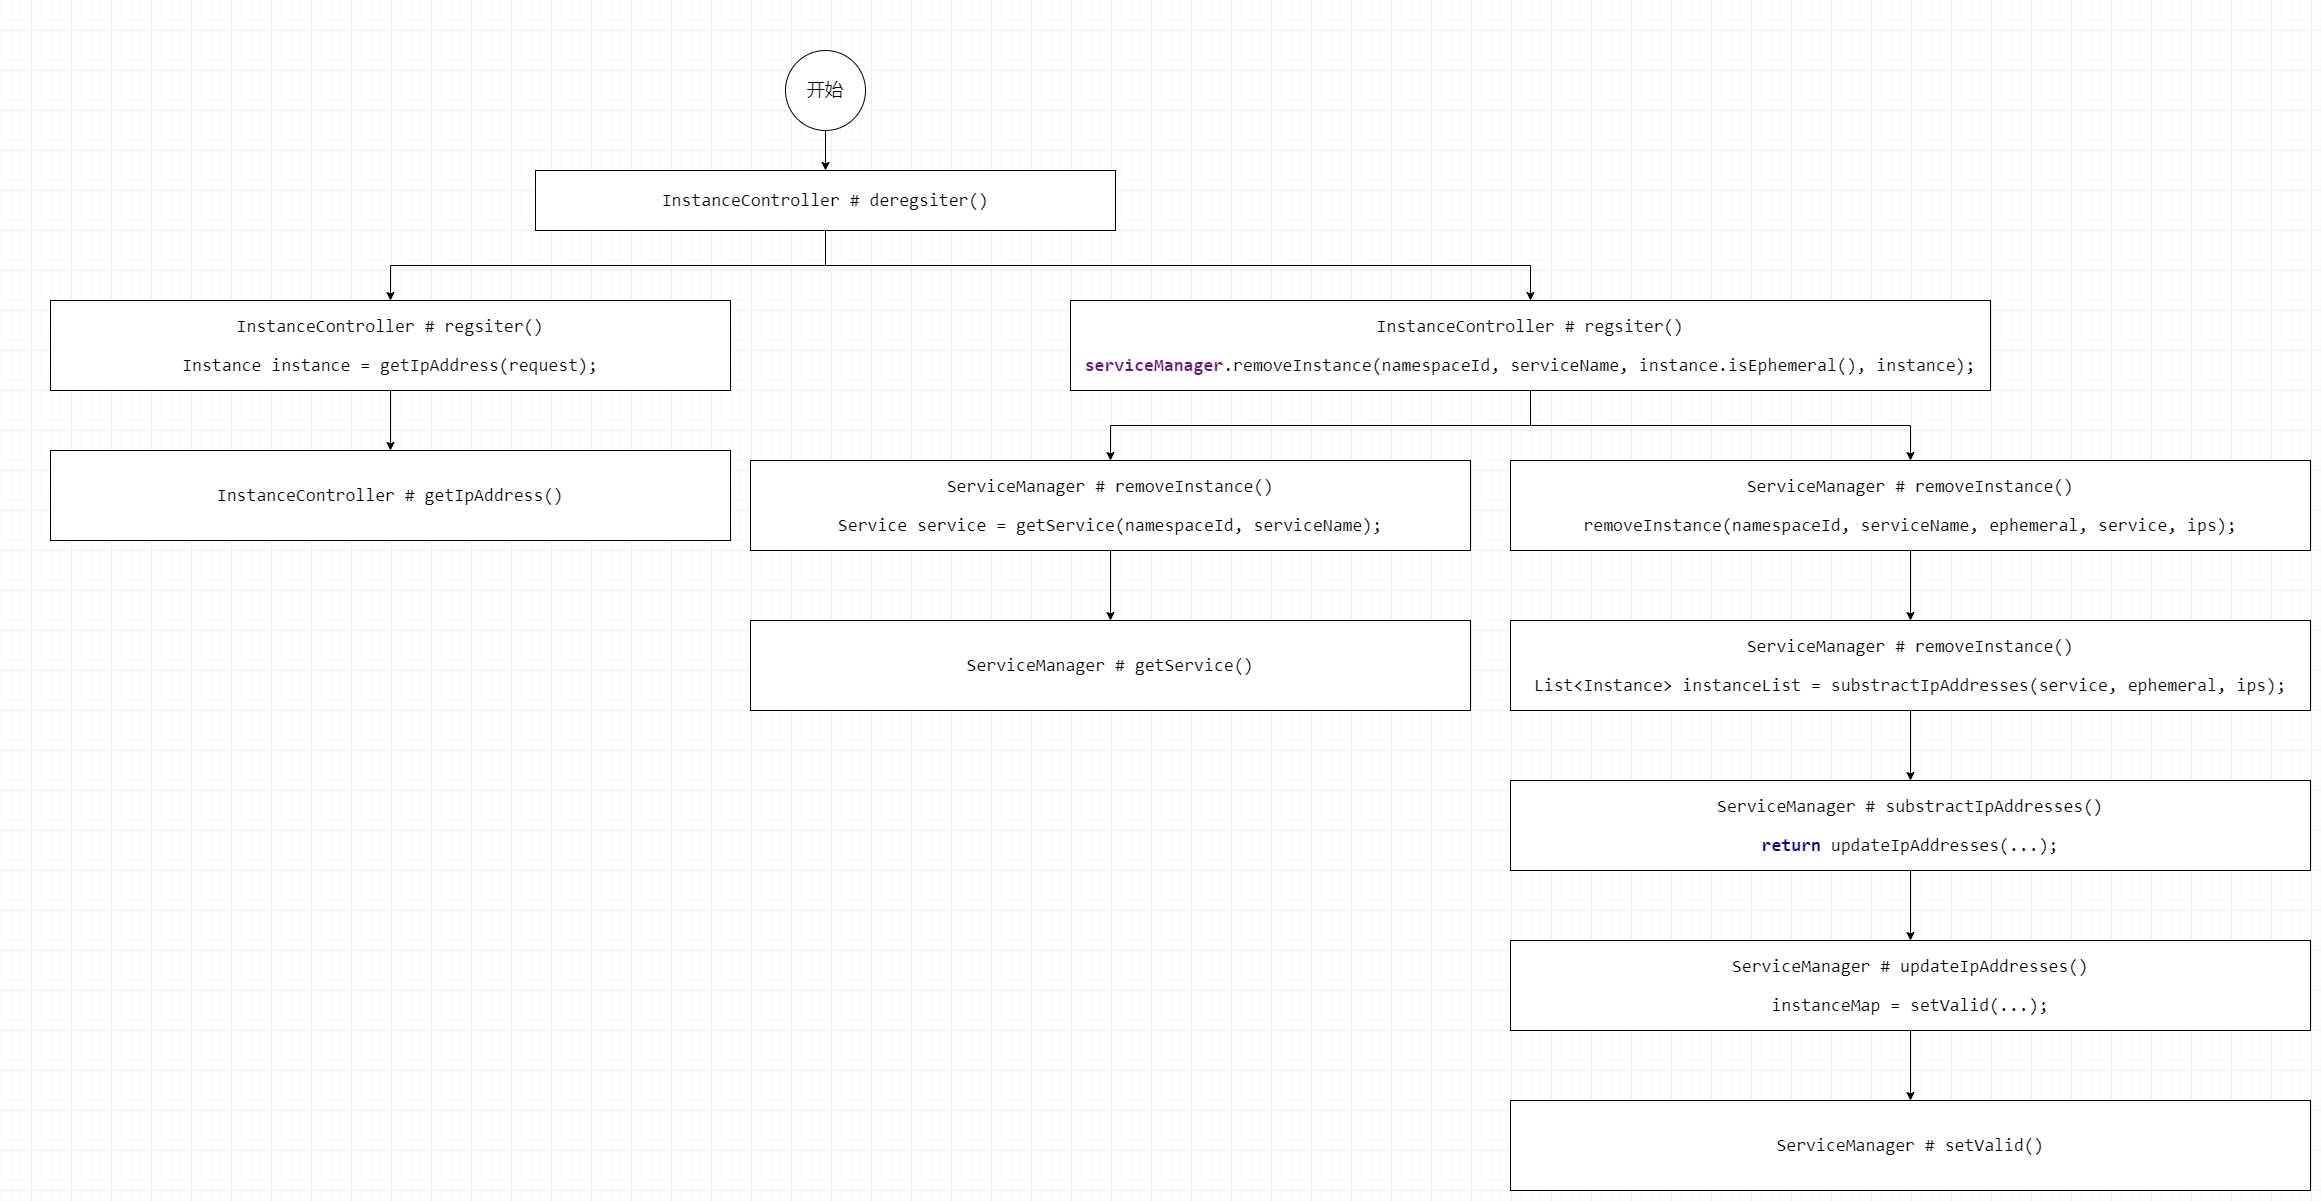 开始
InstanceController # deregsiter()
InstanceController # regsiter()
Instance instance = getIpAddress(request);
InstanceController # regsiter()
serviceManager.removeInstance(namespaceId, serviceName, instance.isEphemeral(), instance);
InstanceController # getIpAddress()
ServiceManager # removeInstance()
Service service = getService(namespaceId, serviceName);
ServiceManager # removeInstance()
removeInstance(namespaceId, serviceName, ephemeral, service, ips);
ServiceManager # getService()
ServiceManager # removeInstance()
List<Instance> instanceList = substractIpAddresses(service, ephemeral, ips);
ServiceManager # substractIpAddresses()
return updateIpAddresses(...);
ServiceManager # updateIpAddresses()
instanceMap = setValid(...);
ServiceManager # setValid()